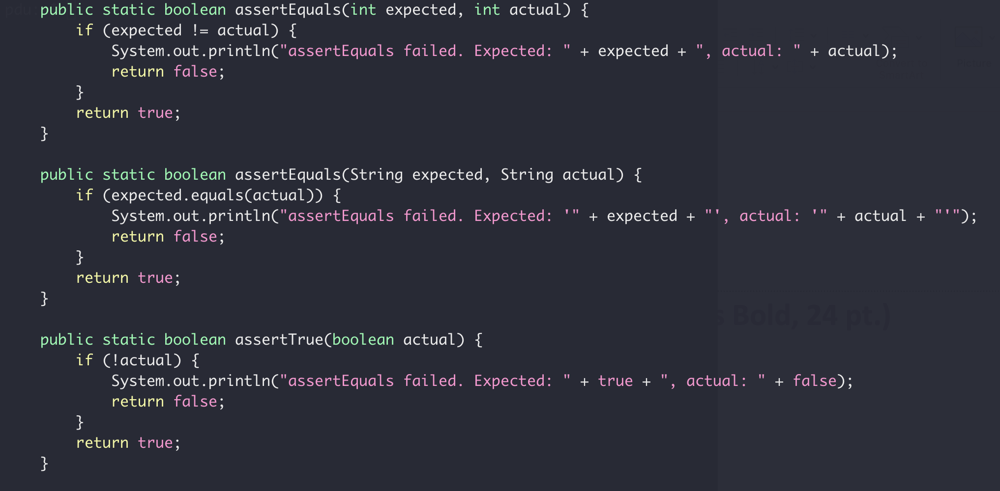 public static boolean assertEquals(int expected, int actual) {
if (expected != actual) {
System.out.println("assertEquals failed. Expected: " + expected + ", actual: " + actual);
return false;
}
return true;
}
public static boolean assertEquals(String expected, String actual) {
if (expected.equals(actual)) {
System.out.println("assertEquals failed. Expected: '" + expected + "', actual: '" + actual + "'");
return false;
}
return true;
}
s Bold, 24 pt.)
public static boolean assertTrue(boolean actual) {
if (!actual) {
System.out.println("assertEquals failed. Expected: " + true + ", actual: " + false);
return false;
}
return true;
}